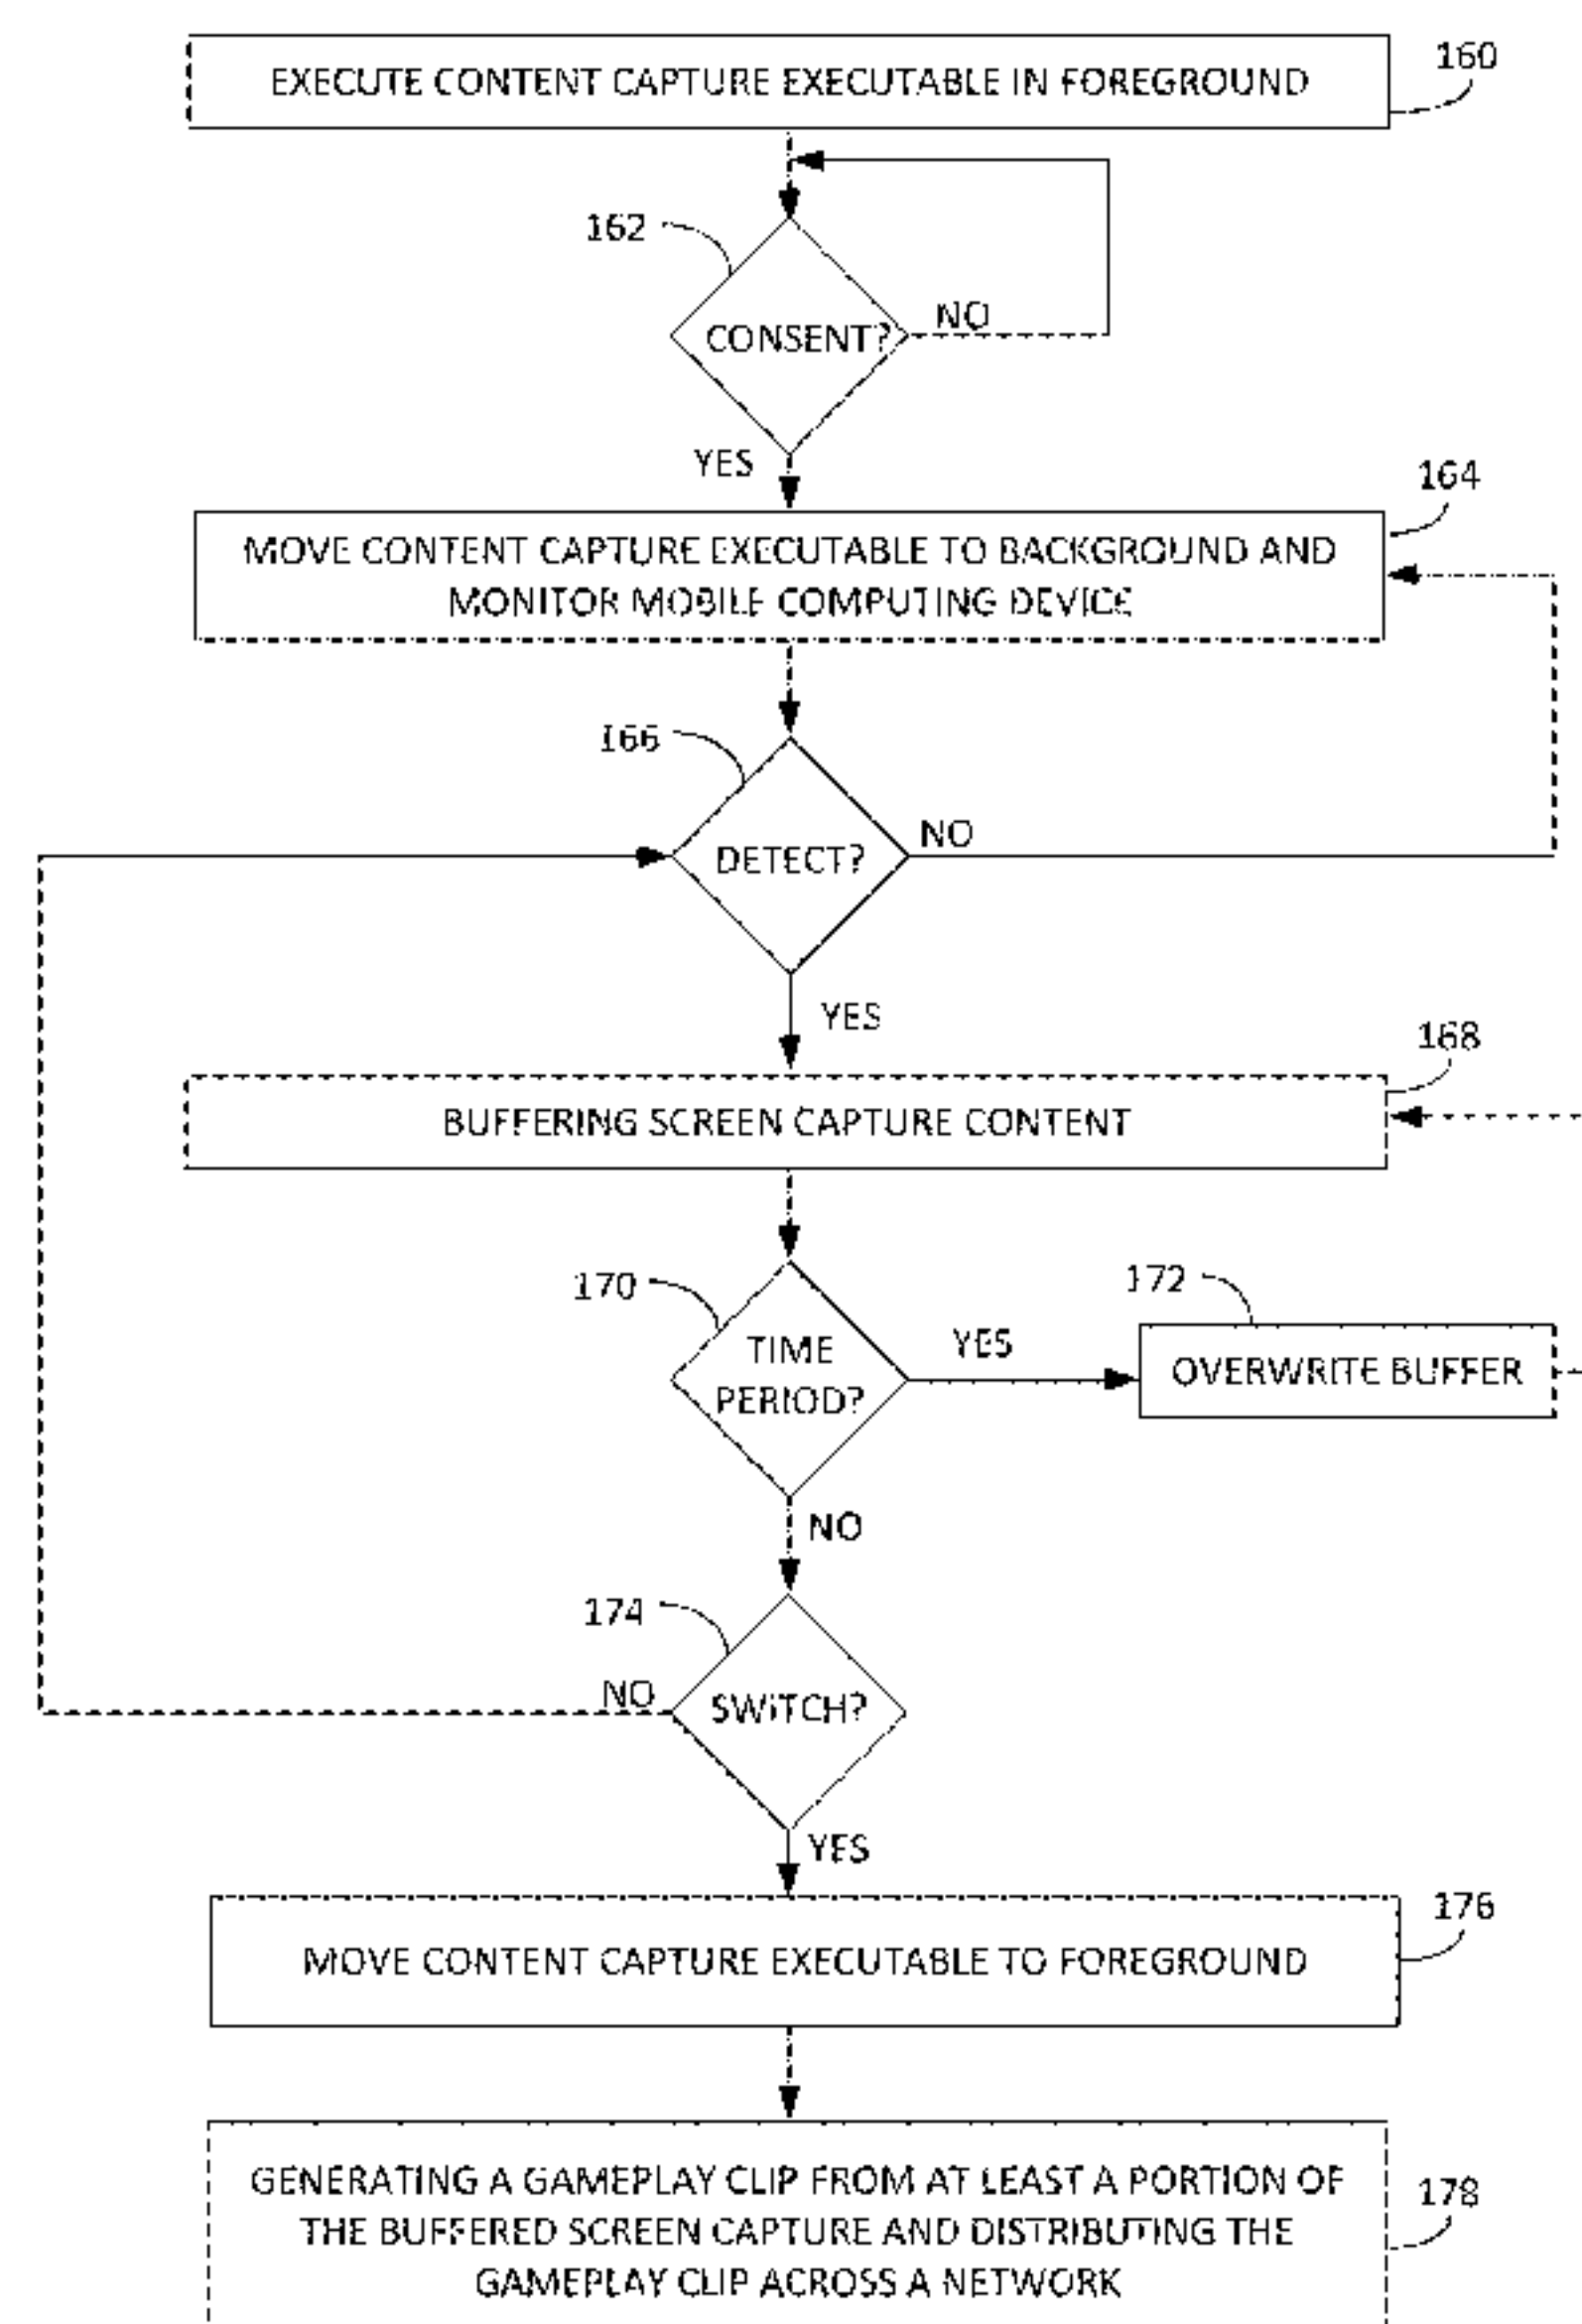 EXECUTE CONTENT CAPTURE EXECUTABLE IN FOREGROUND
160
162
CONSENT?
NO
YES
164
MOVE CONTENT CAPTURE EXECUTABLE TO BACKGROUND AND
MONITOR MOBILE COMPUTING DEVICE
166
DETECT?
NO
YES
168
BUFFERING SCREEN CAPTURE CONTENT
170
TIME
PERIOD?
YES
172
OVERWRITE BUFFER
NO
174
NO
SWITCH?
YES
176
MOVE CONTENT CAPTURE EXECUTABLE TO FOREGROUND
GENERATING A GAMEPLAY CLIP FROM AT LEAST A PORTION OF
THE BUFFERED SCREEN CAPTURE AND DISTRIBUTING THE
GAMEPLAY CLIP ACROSS A NETWORK
178